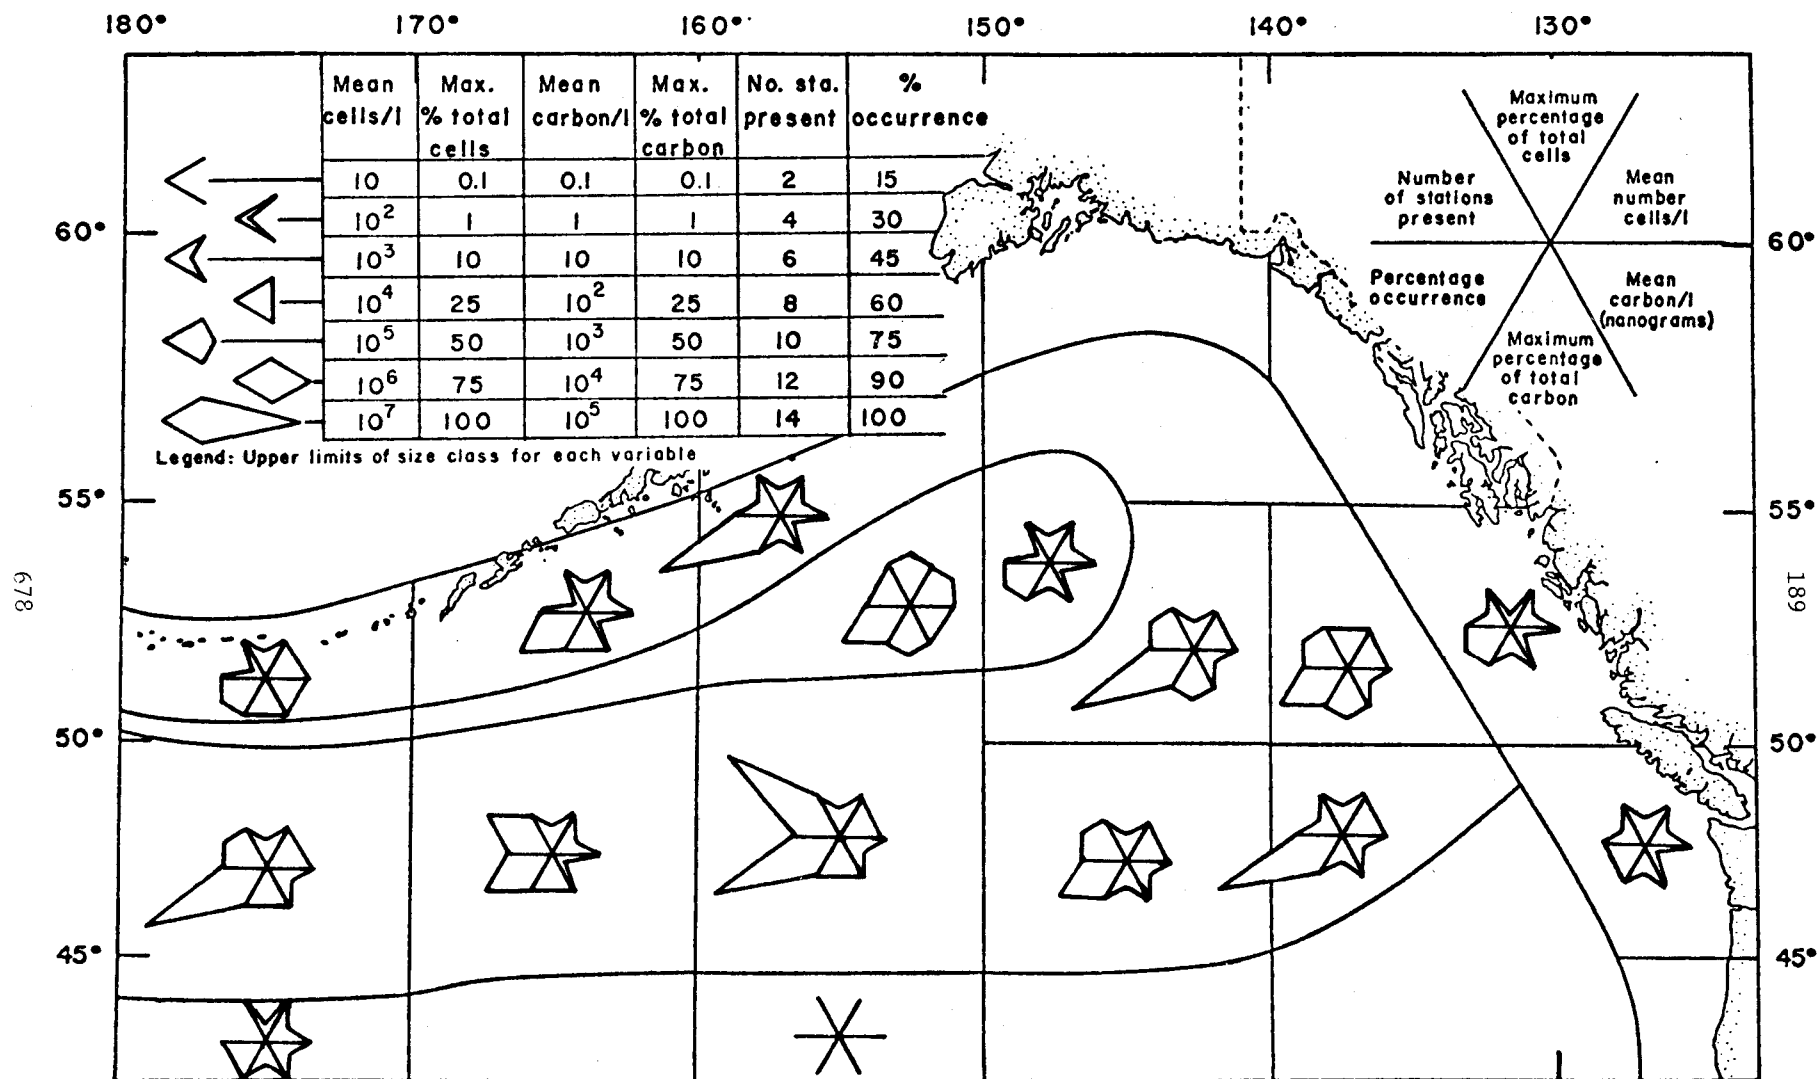 180° 170° 160° 150° 140° 130°
Mean Max. Mean Max. No. sta. %
cells/l % total carbon/l % total present occurrence
cells carbon
10 0.1 0.1 0.1 2 15
10² 1 1 1 4 30
10³ 10 10 10 6 45
10⁴ 25 10² 25 8 60
10⁵ 50 10³ 50 10 75
10⁶ 75 10⁴ 75 12 90
10⁷ 100 10⁵ 100 14 100
Legend: Upper limits of size class for each variable
Maximum
percentage
of total
cells
Number
of stations
present
Mean
number
cells/l
Percentage
occurrence
Mean
carbon/l
(nanograms)
Maximum
percentage
of total
carbon
60° 60°
55° 55°
50° 50°
45° 45°
678
189